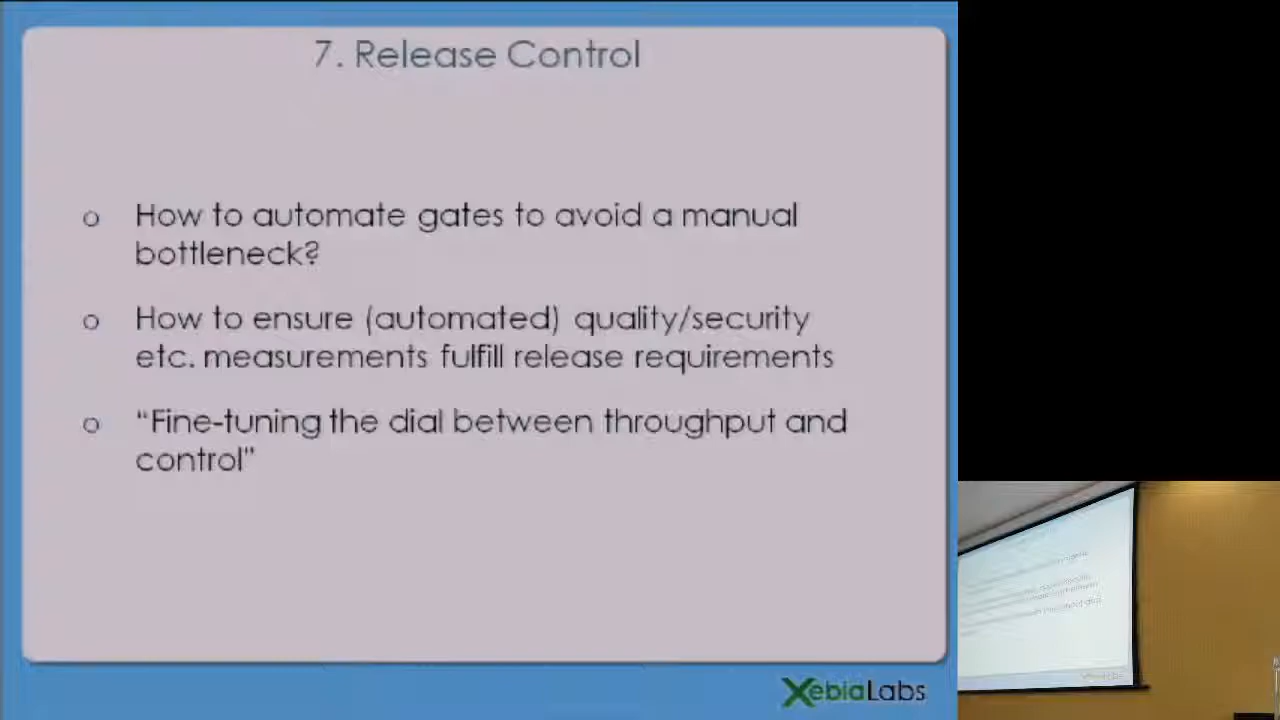 7. Release Control
o How to automate gates to avoid a manual
bottleneck?
o How to ensure (automated) quality/security
etc. measurements fulfill release requirements
o “Fine-tuning the dial between throughput and
control”
XebiaLabs